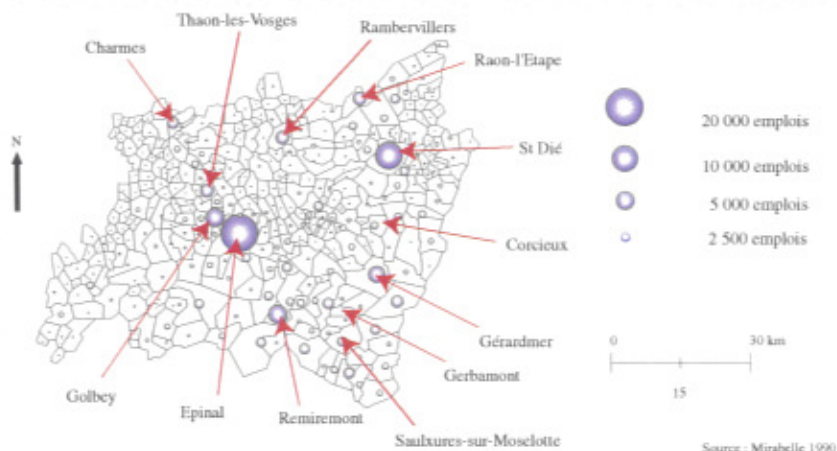 Thaon-les-Vosges
Rambervillers
Charmes
Raon-l'Etape
N
20 000 emplois
St Dié
10 000 emplois
5 000 emplois
Corcieux
2 500 emplois
Gérardmer
0 30 km
Gerbamont
15
Golbey
Epinal
Remiremont
Saulxures-sur-Moselotte
Source : Mirabelle 1990